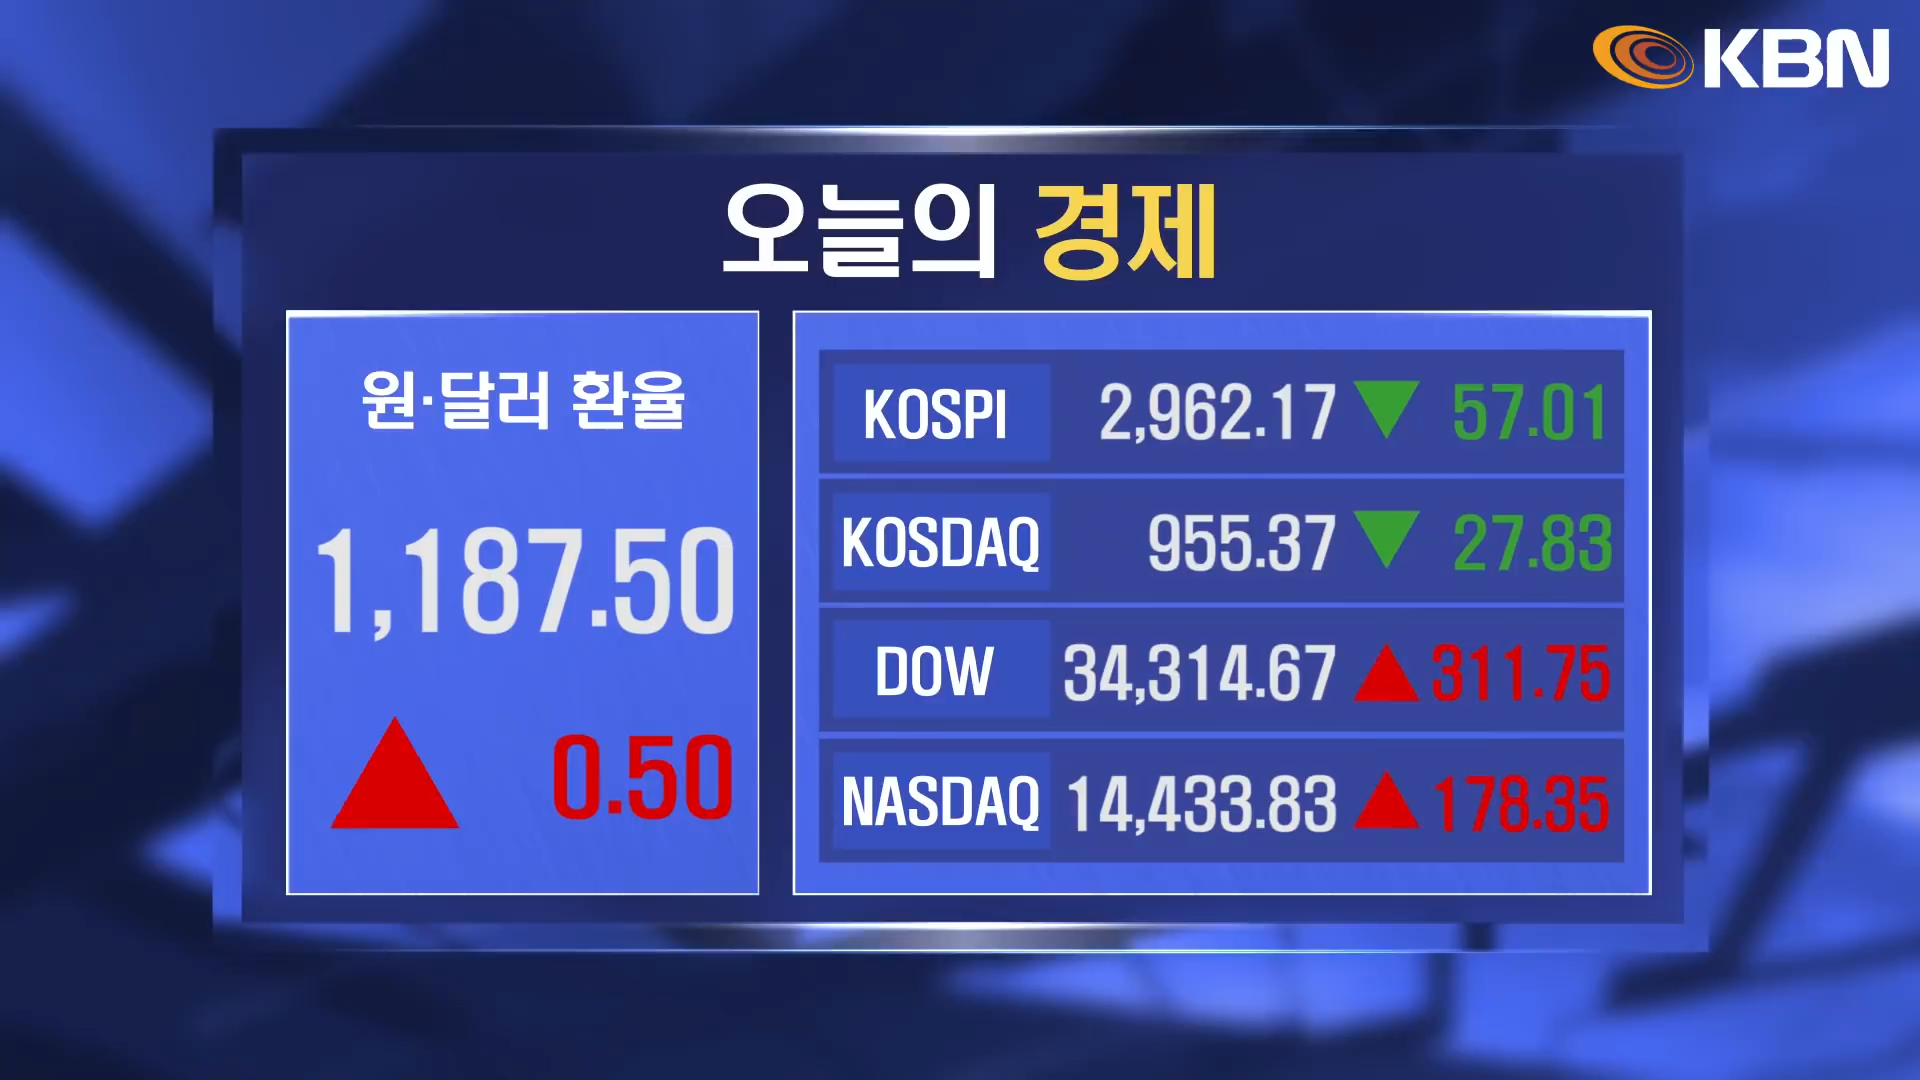 KBN
오늘의 경제
원·달러 환율
1,187.50
▲ 0.50
KOSPI 2,962.17 ▼ 57.01
KOSDAQ 955.37 ▼ 27.83
DOW 34,314.67 ▲ 311.75
NASDAQ 14,433.83 ▲ 178.35